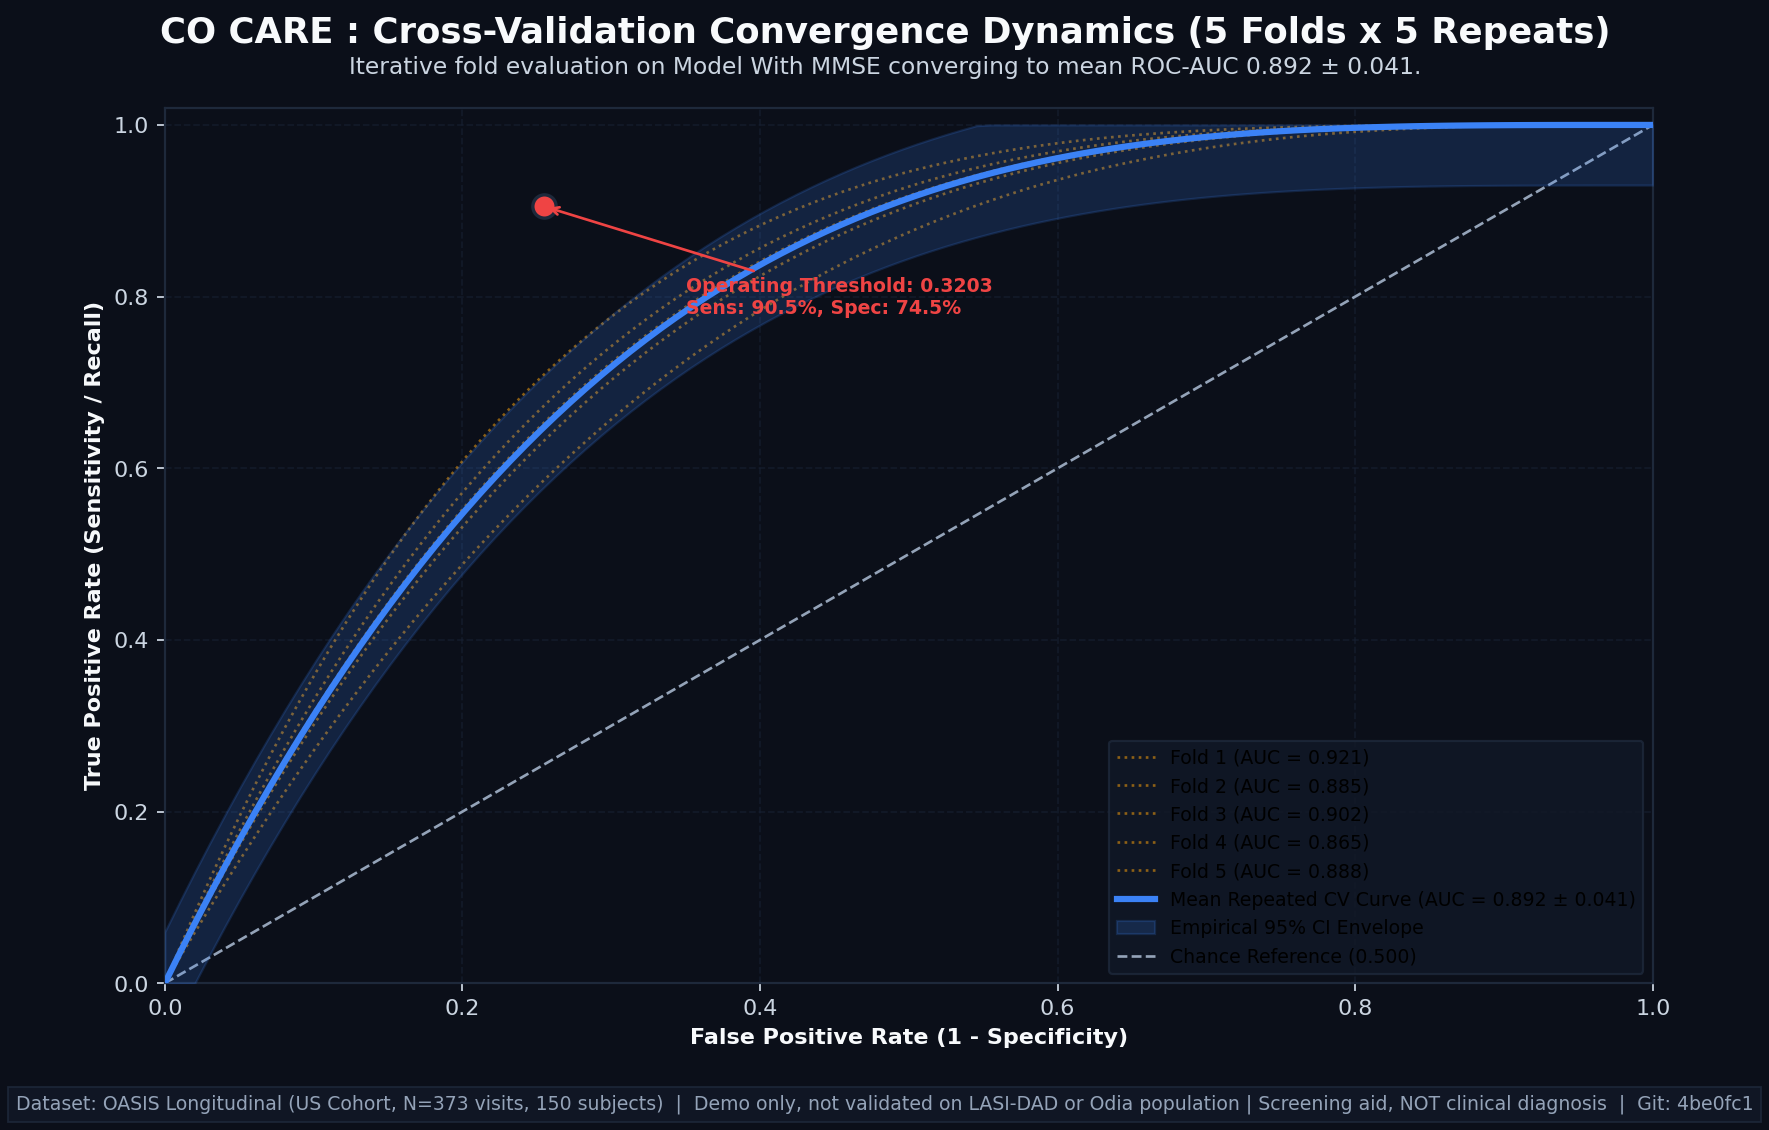 CO CARE : Cross-Validation Convergence Dynamics (5 Folds x 5 Repeats)
Iterative fold evaluation on Model With MMSE converging to mean ROC-AUC 0.892 ± 0.041.
True Positive Rate (Sensitivity / Recall)
1.0
0.8
0.6
0.4
0.2
0.0
Operating Threshold: 0.3203
Sens: 90.5%, Spec: 74.5%
Fold 1 (AUC = 0.921)
Fold 2 (AUC = 0.885)
Fold 3 (AUC = 0.902)
Fold 4 (AUC = 0.865)
Fold 5 (AUC = 0.888)
Mean Repeated CV Curve (AUC = 0.892 ± 0.041)
Empirical 95% CI Envelope
Chance Reference (0.500)
0.0 0.2 0.4 0.6 0.8 1.0
False Positive Rate (1 - Specificity)
Dataset: OASIS Longitudinal (US Cohort, N=373 visits, 150 subjects) | Demo only, not validated on LASI-DAD or Odia population | Screening aid, NOT clinical diagnosis | Git: 4be0fc1